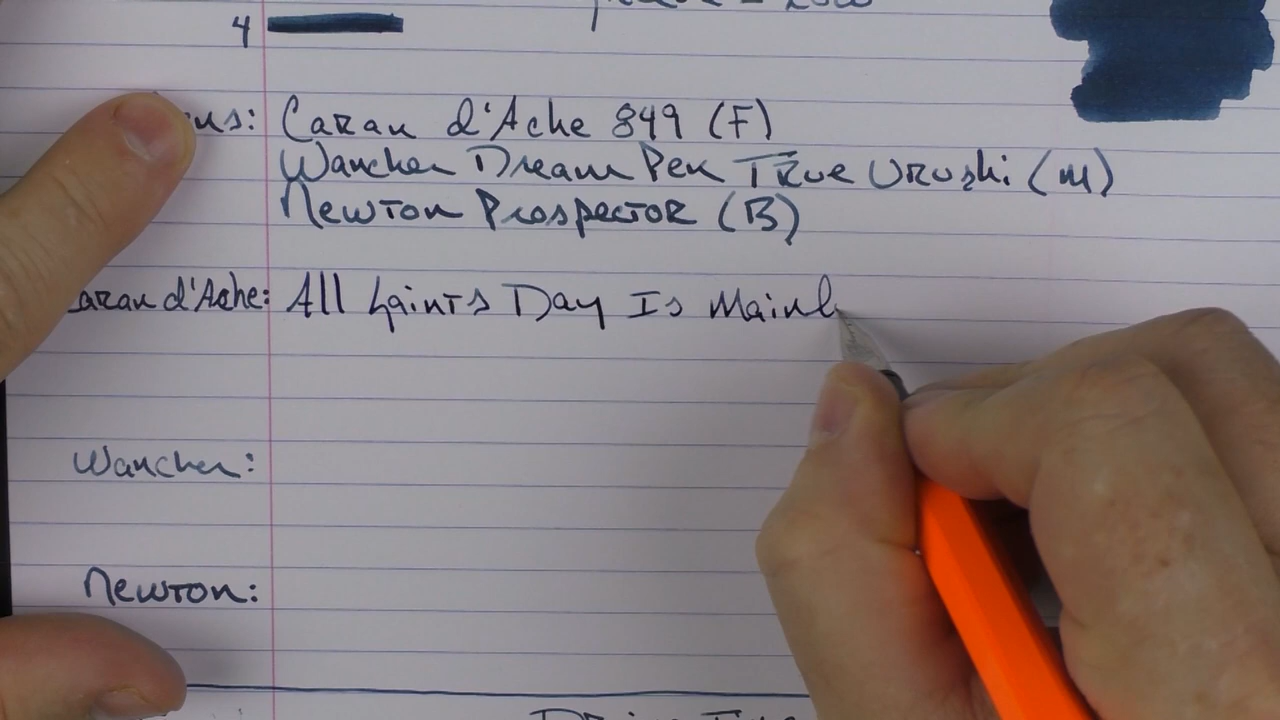 4
Caran d'Ache 849 (F)
Wancher Dream Pen True Urushi (M)
Newton Prospector (B)
Caran d'Ache: All Saints Day Is Mainl
Wancher:
Newton: